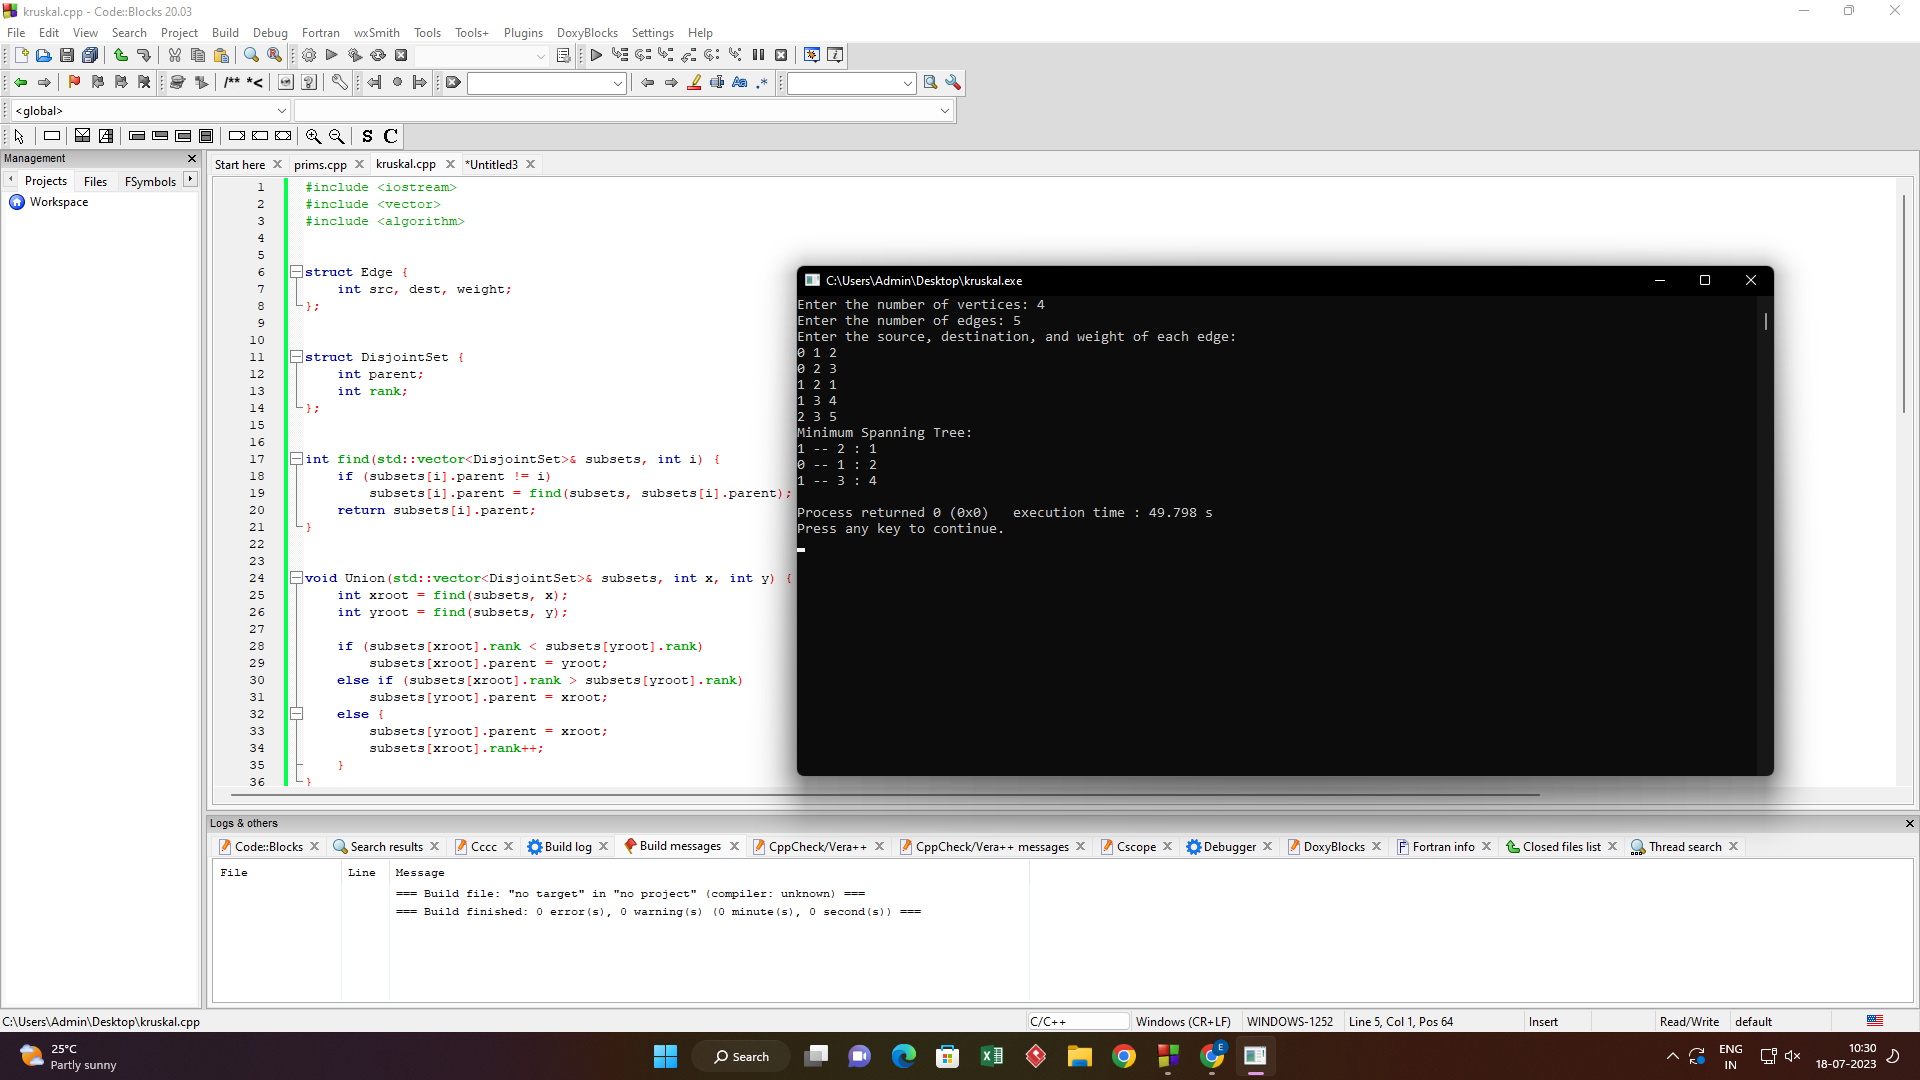 kruskal.cpp - Code::Blocks 20.03
File Edit View Search Project Build Debug Fortran wxSmith Tools Tools+ Plugins DoxyBlocks Settings Help
/** *<
Aa .*
<global>
S C
Management
Projects Files FSymbols
Workspace
Start here prims.cpp kruskal.cpp *Untitled3
1 #include <iostream>
2 #include <vector>
3 #include <algorithm>
4
5
6 struct Edge {
7 int src, dest, weight;
8 };
9
10
11 struct DisjointSet {
12 int parent;
13 int rank;
14 };
15
16
17 int find(std::vector<DisjointSet>& subsets, int i) {
18 if (subsets[i].parent != i)
19 subsets[i].parent = find(subsets, subsets[i].parent);
20 return subsets[i].parent;
21 }
22
23
24 void Union(std::vector<DisjointSet>& subsets, int x, int y) {
25 int xroot = find(subsets, x);
26 int yroot = find(subsets, y);
27
28 if (subsets[xroot].rank < subsets[yroot].rank)
29 subsets[xroot].parent = yroot;
30 else if (subsets[xroot].rank > subsets[yroot].rank)
31 subsets[yroot].parent = xroot;
32 else {
33 subsets[yroot].parent = xroot;
34 subsets[xroot].rank++;
35 }
36 }
C:\Users\Admin\Desktop\kruskal.exe
Enter the number of vertices: 4
Enter the number of edges: 5
Enter the source, destination, and weight of each edge:
0 1 2
0 2 3
1 2 1
1 3 4
2 3 5
Minimum Spanning Tree:
1 -- 2 : 1
0 -- 1 : 2
1 -- 3 : 4
Process returned 0 (0x0) execution time : 49.798 s
Press any key to continue.
Logs & others
Code::Blocks Search results Cccc Build log Build messages CppCheck/Vera++ CppCheck/Vera++ messages Cscope Debugger DoxyBlocks Fortran info Closed files list Thread search
File Line Message
=== Build file: "no target" in "no project" (compiler: unknown) ===
=== Build finished: 0 error(s), 0 warning(s) (0 minute(s), 0 second(s)) ===
C:\Users\Admin\Desktop\kruskal.cpp C/C++ Windows (CR+LF) WINDOWS-1252 Line 5, Col 1, Pos 64 Insert Read/Write default
25°C
Partly sunny
Search
E
ENG
IN
10:30
18-07-2023